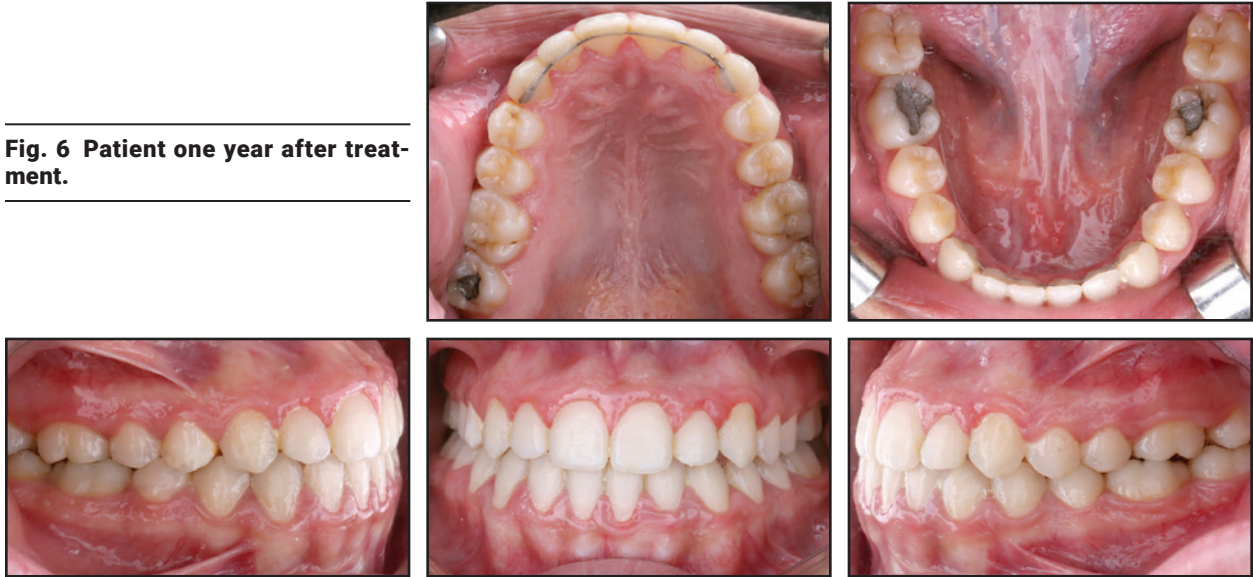 Fig. 6 Patient one year after treat-
ment.